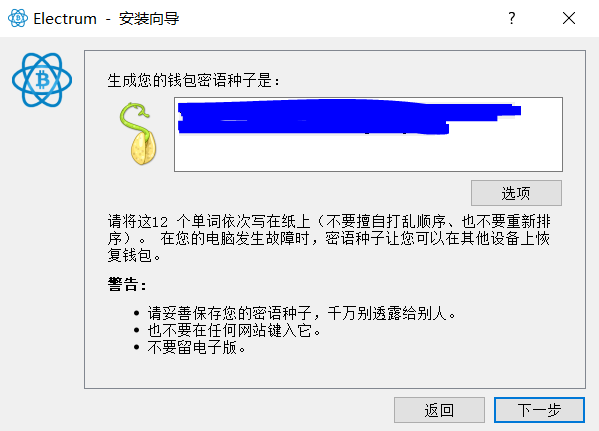 Electrum - 安装向导
生成您的钱包密语种子是:
选项
请将这12 个单词依次写在纸上（不要擅自打乱顺序、也不要重新排
序）。 在您的电脑发生故障时，密语种子让您可以在其他设备上恢
复钱包。
警告:
• 请妥善保存您的密语种子，千万别透露给别人。
• 也不要在任何网站键入它。
• 不要留电子版。
返回
下一步